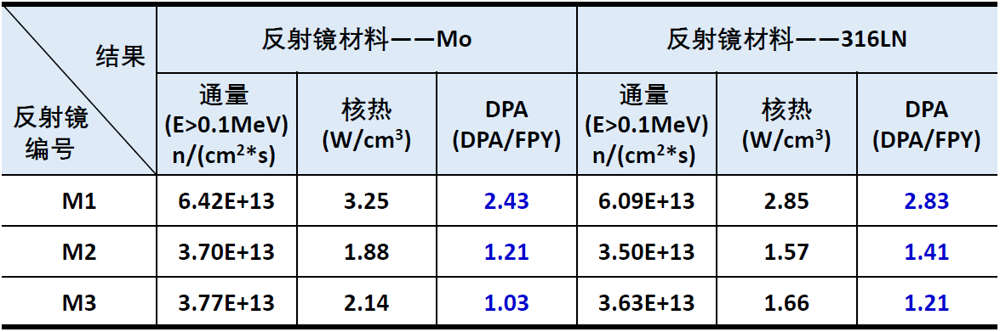 结果
反射镜
编号
反射镜材料——Mo
反射镜材料——316LN
通量
(E>0.1MeV)
n/(cm²*s)
核热
(W/cm³)
DPA
(DPA/FPY)
通量
(E>0.1MeV)
n/(cm²*s)
核热
(W/cm³)
DPA
(DPA/FPY)
M1 6.42E+13 3.25 2.43 6.09E+13 2.85 2.83
M2 3.70E+13 1.88 1.21 3.50E+13 1.57 1.41
M3 3.77E+13 2.14 1.03 3.63E+13 1.66 1.21